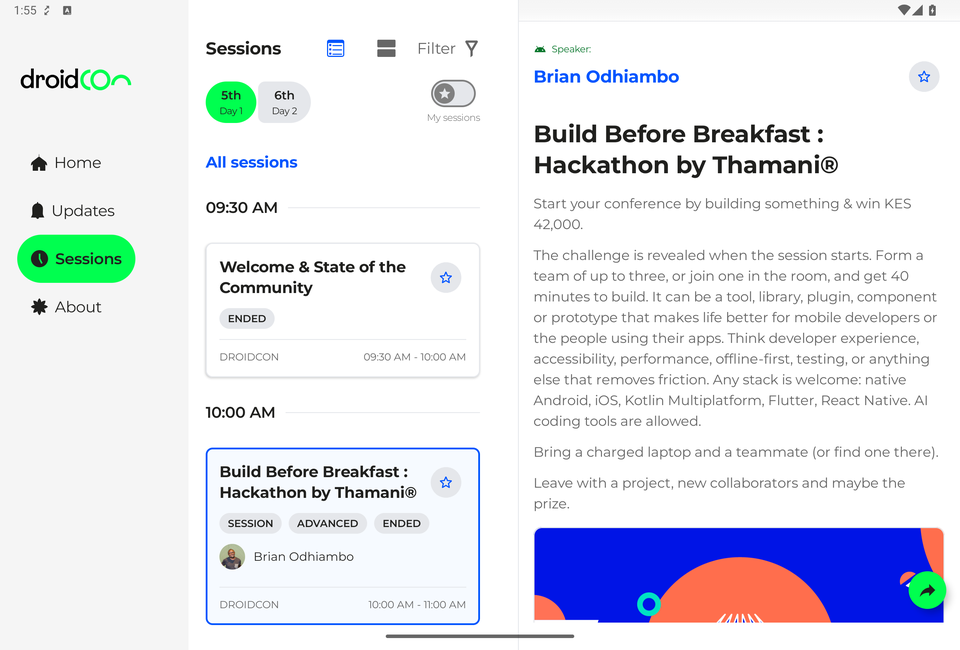 1:55
droidcon
Home
Updates
Sessions
About
Sessions
Filter
5th
Day 1
6th
Day 2
My sessions
All sessions
09:30 AM
Welcome & State of the
Community
ENDED
DROIDCON
09:30 AM - 10:00 AM
10:00 AM
Build Before Breakfast :
Hackathon by Thamani®
SESSION
ADVANCED
ENDED
Brian Odhiambo
DROIDCON
10:00 AM - 11:00 AM
Speaker:
Brian Odhiambo
Build Before Breakfast :
Hackathon by Thamani®
Start your conference by building something & win KES
42,000.
The challenge is revealed when the session starts. Form a
team of up to three, or join one in the room, and get 40
minutes to build. It can be a tool, library, plugin, component
or prototype that makes life better for mobile developers or
the people using their apps. Think developer experience,
accessibility, performance, offline-first, testing, or anything
else that removes friction. Any stack is welcome: native
Android, iOS, Kotlin Multiplatform, Flutter, React Native. AI
coding tools are allowed.
Bring a charged laptop and a teammate (or find one there).
Leave with a project, new collaborators and maybe the
prize.